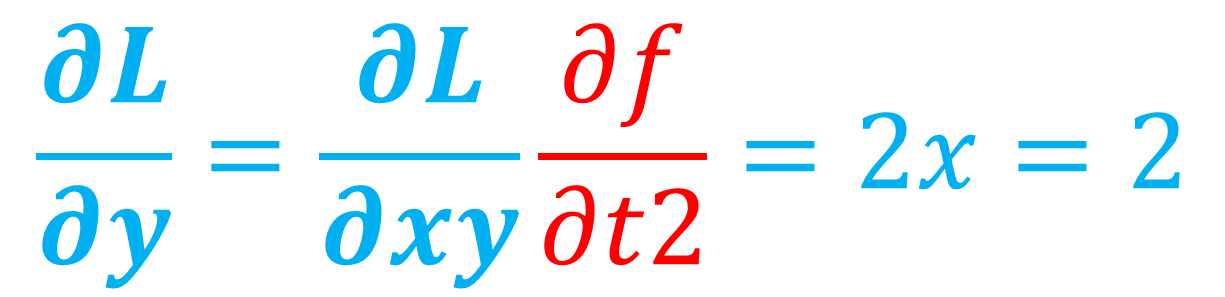 ∂L/∂y = ∂L/∂xy ∂f/∂t2 = 2x = 2